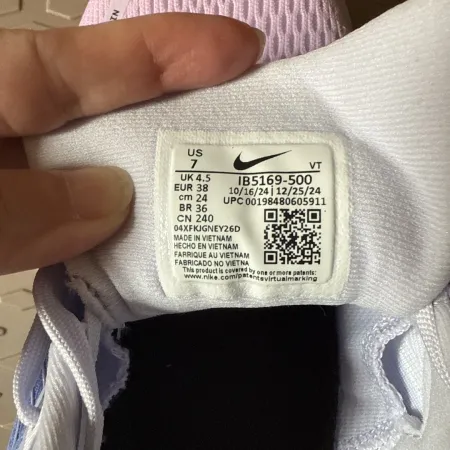 US
7
VT
UK 4.5
EUR 38
cm 24
BR 36
CN 240
IB5169-500
10/16/24 | 12/25/24
UPC 00198480605911
04XFKJGNEY26D
MADE IN VIETNAM
HECHO EN VIETNAM
FABRIQUE AU VIETNAM
FABRICADO NO VIETNAM
This product is covered by one or more patents:
www.nike.com/patentsvirtualmarking